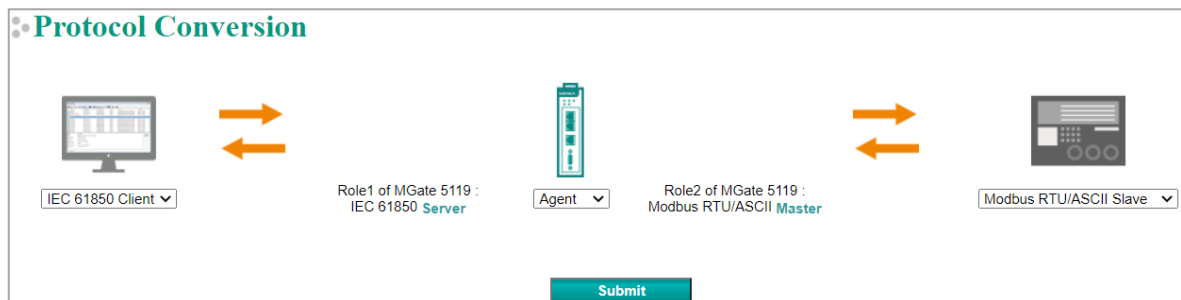 Protocol Conversion
IEC 61850 Client
Role1 of MGate 5119 :
IEC 61850 Server
Agent
Role2 of MGate 5119 :
Modbus RTU/ASCII Master
Modbus RTU/ASCII Slave
Submit